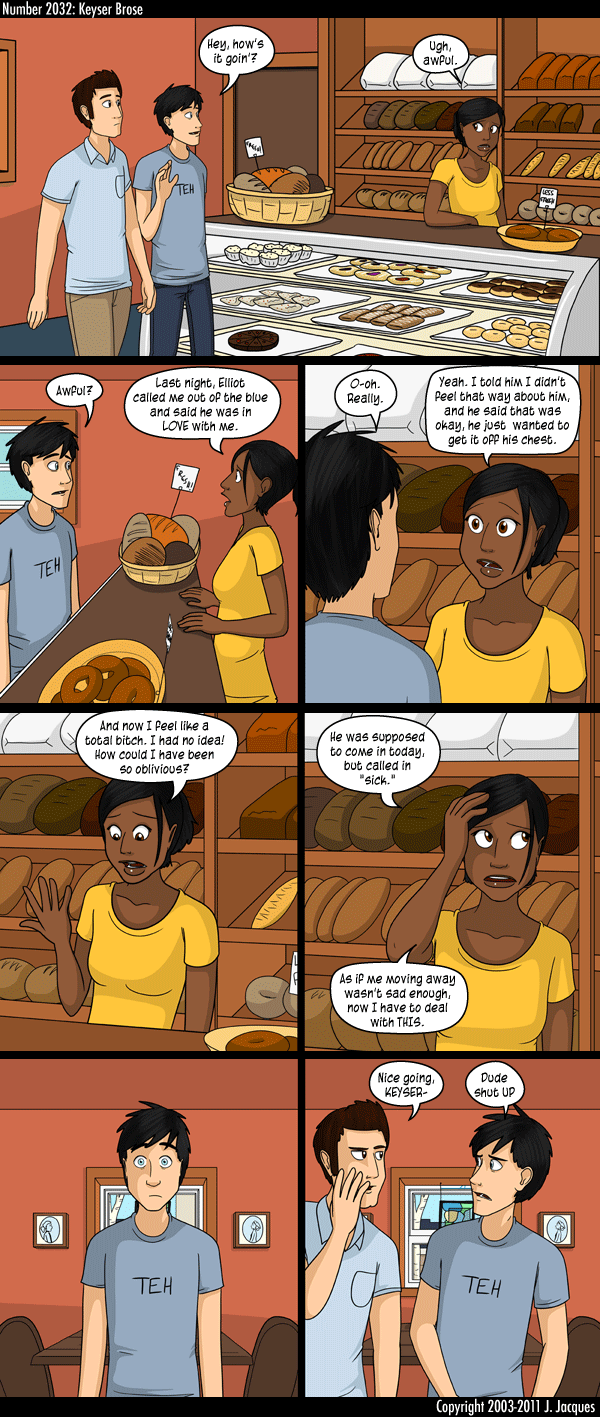 Number 2032: Keyser Brose
Hey, how's
it goin'?
Ugh,
awful.
TEH
FRESH!
LESS
FRESH
Awful?
Last night, Elliot
called me out of the blue
and said he was in
LOVE with me.
FRESH!
TEH
O-oh.
Really.
Yeah. I told him I didn't
feel that way about him,
and he said that was
okay, he just wanted to
get it off his chest.
And now I feel like a
total bitch. I had no idea!
How could I have been
so oblivious?
He was supposed
to come in today,
but called in
"sick."
As if me moving away
wasn't sad enough,
now I have to deal
with THIS.
TEH
Nice going,
KEYSER-
Dude
shut UP
TEH
Copyright 2003-2011 J. Jacques